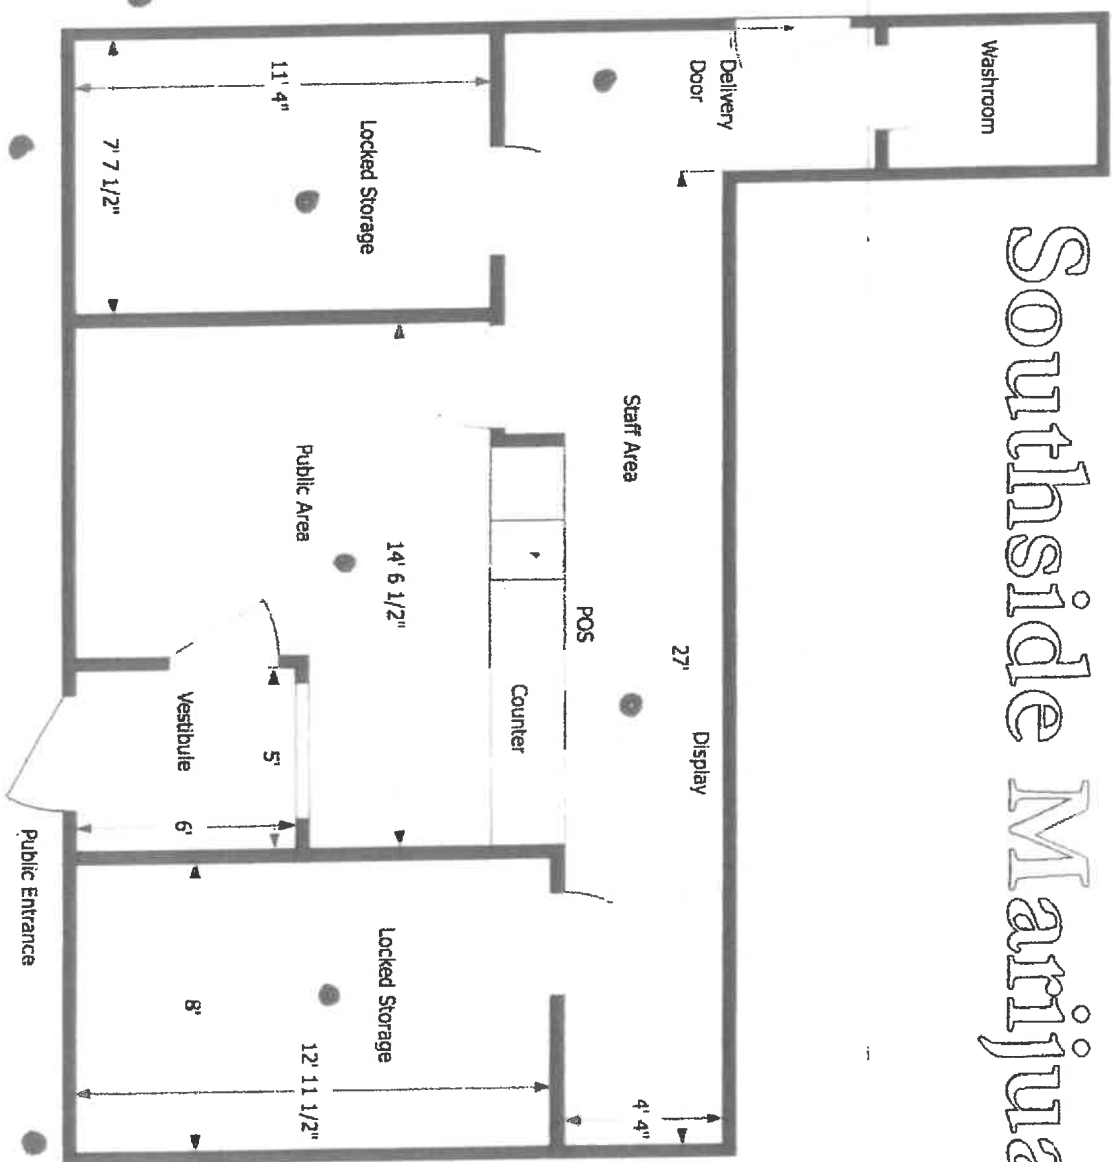 Southside Marijua
Washroom
Delivery
Door
Display
27'
4' 4"
Staff Area
POS
Counter
14' 6 1/2"
Locked Storage
Locked Storage
12' 11 1/2"
Public Area
11' 4"
5'
8'
Vestibule
6'
7' 7 1/2"
Public Entrance